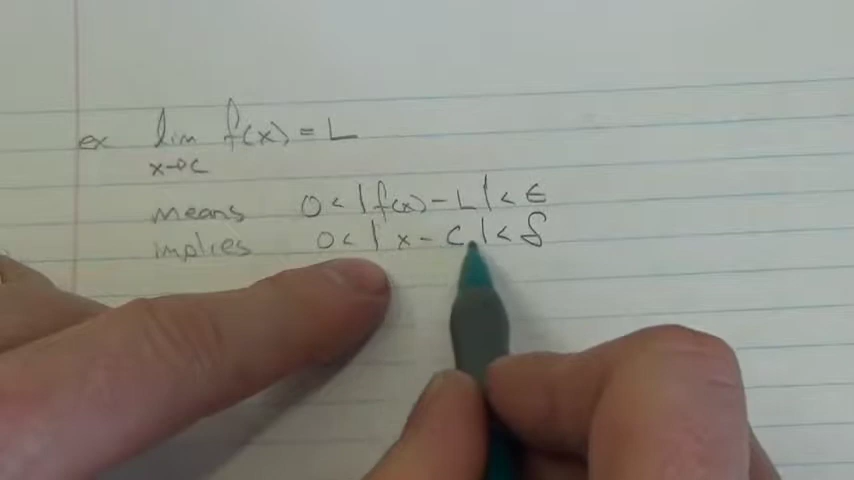 ex lim f(x) = L
x→c
means 0 < |f(x) - L| < ε
implies 0 < | x - c | < δ